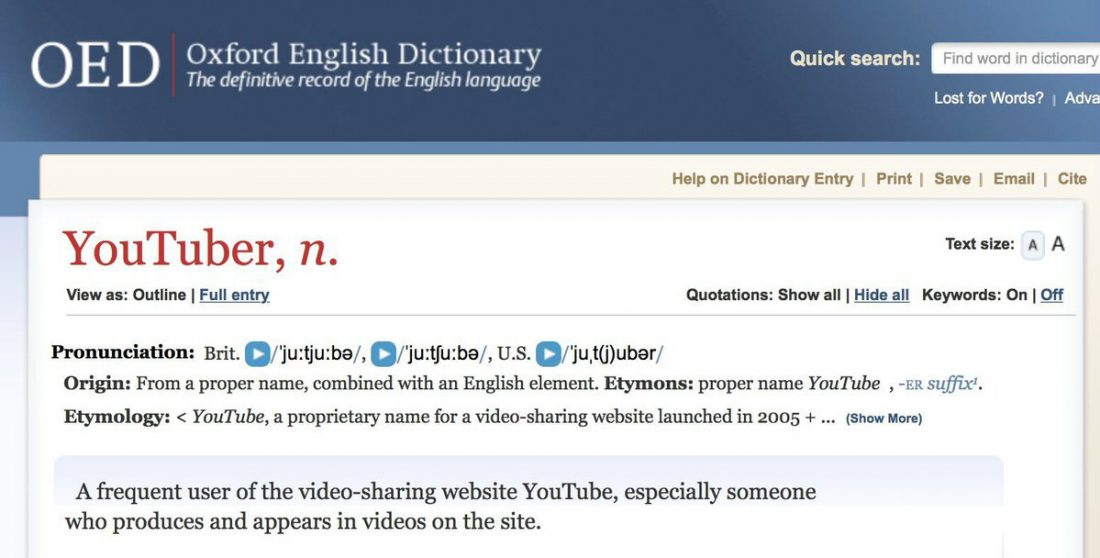 OED
Oxford English Dictionary
The definitive record of the English language
Quick search: Find word in dictionary
Lost for Words? |
Help on Dictionary Entry | Print | Save | Email | Cite
YouTuber, n.
Text size: A A
View as: Outline | Full entry
Quotations: Show all | Hide all Keywords: On | Off
Pronunciation: Brit. /ˈjuːtjuːbə/, /ˈjuːtʃuːbə/, U.S. /ˈjuˌt(j)ubər/
Origin: From a proper name, combined with an English element. Etymons: proper name YouTube , -ER suffix¹.
Etymology: < YouTube, a proprietary name for a video-sharing website launched in 2005 + ... (Show More)
A frequent user of the video-sharing website YouTube, especially someone
who produces and appears in videos on the site.